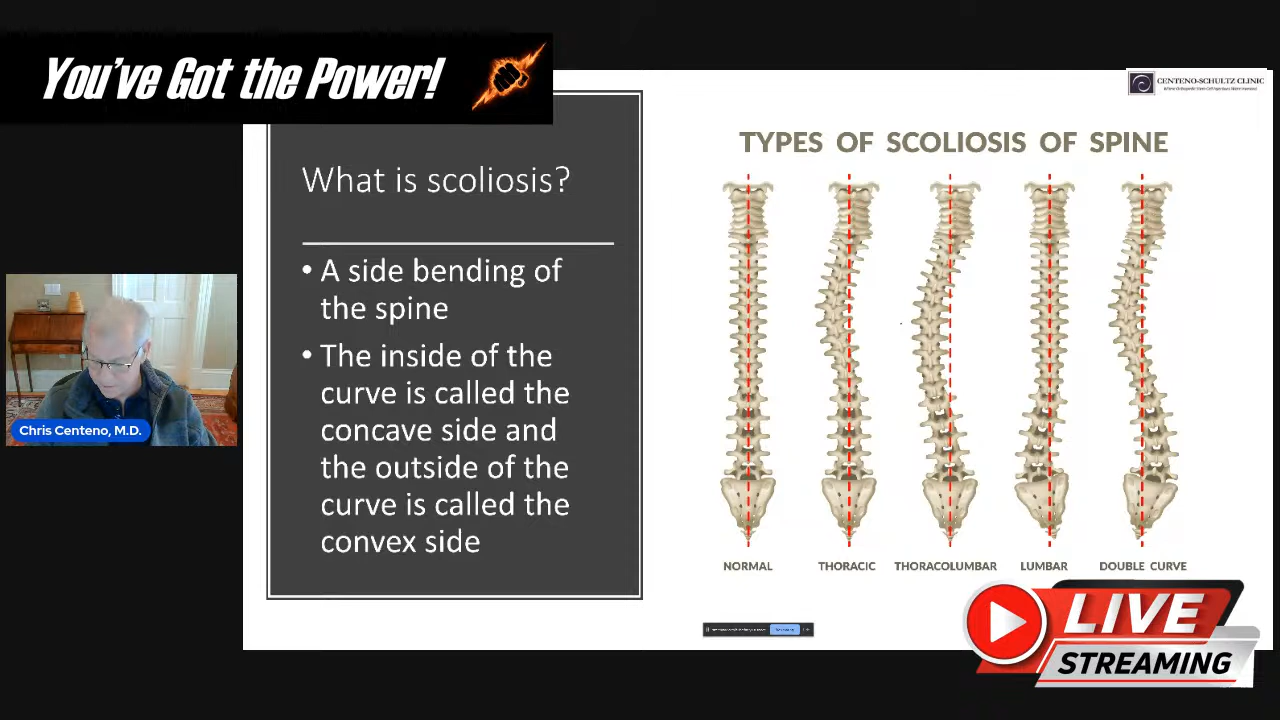 You've Got the Power!
CENTENO-SCHULTZ CLINIC
TYPES OF SCOLIOSIS OF SPINE
What is scoliosis?
• A side bending of
the spine
• The inside of the
curve is called the
concave side and
the outside of the
curve is called the
convex side
Chris Centeno, M.D.
NORMAL
THORACIC
THORACOLUMBAR
LUMBAR
DOUBLE CURVE
LIVE
STREAMING